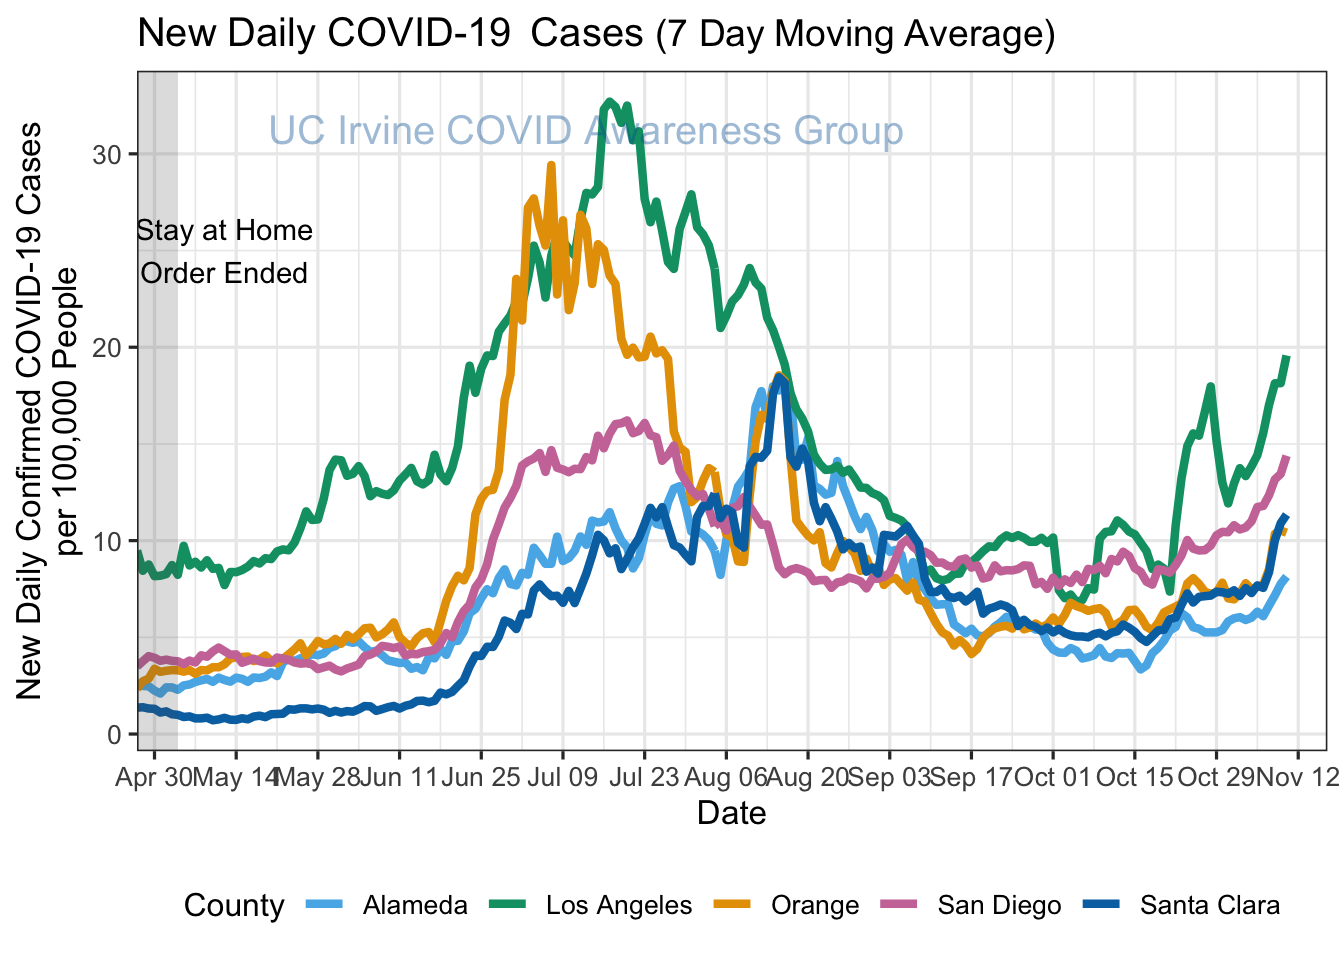 New Daily COVID-19  Cases (7 Day Moving Average)
UC Irvine COVID Awareness Group
Stay at Home
Order Ended
New Daily Confirmed COVID-19 Cases
per 100,000 People
30
20
10
0
Apr 30 May 14 May 28 Jun 11 Jun 25 Jul 09 Jul 23 Aug 06 Aug 20 Sep 03 Sep 17 Oct 01 Oct 15 Oct 29 Nov 12
Date
County Alameda Los Angeles Orange San Diego Santa Clara